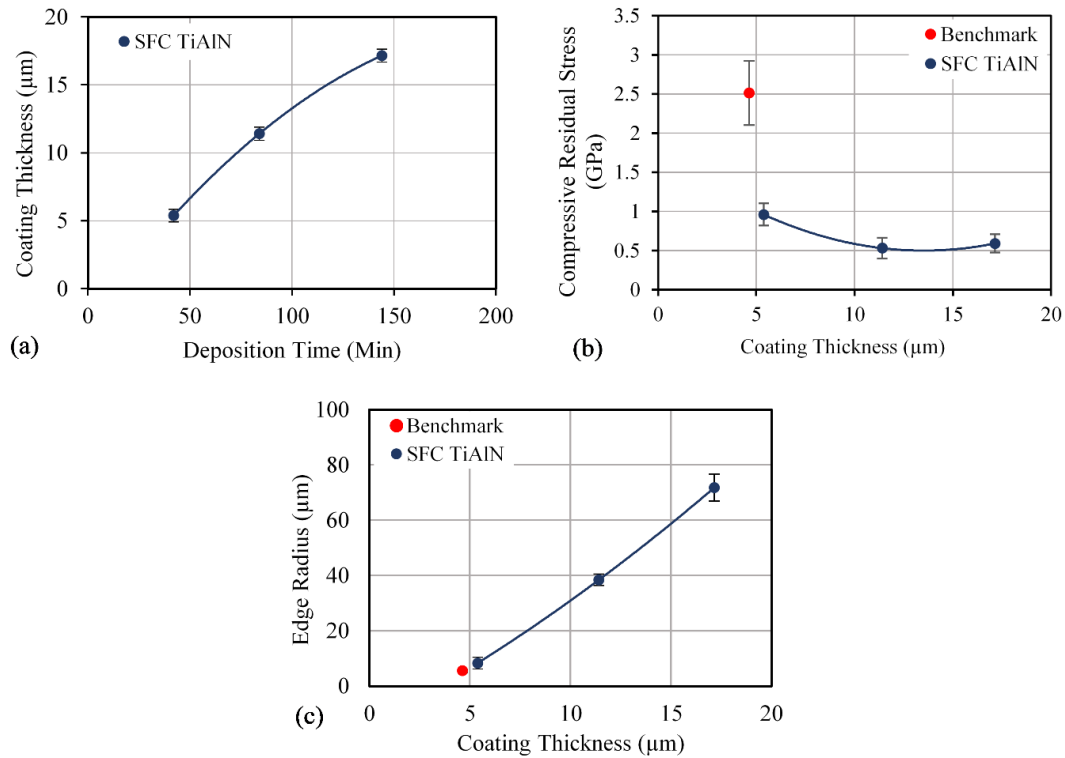 20
15
10
5
0
Coating Thickness (µm)
SFC TiAlN
0
50
100
150
200
Deposition Time (Min)
(a)
3.5
3
2.5
2
1.5
1
0.5
0
Compressive Residual Stress
(GPa)
Benchmark
SFC TiAlN
0
5
10
15
20
Coating Thickness (µm)
(b)
100
80
60
40
20
0
Edge Radius (µm)
Benchmark
SFC TiAlN
0
5
10
15
20
Coating Thickness (µm)
(c)